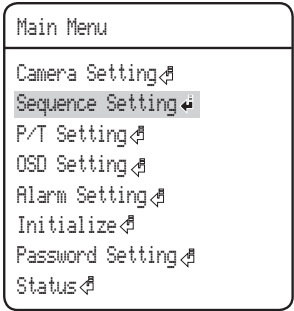 Main Menu
Camera Setting
Sequence Setting
P/T Setting
OSD Setting
Alarm Setting
Initialize
Password Setting
Status